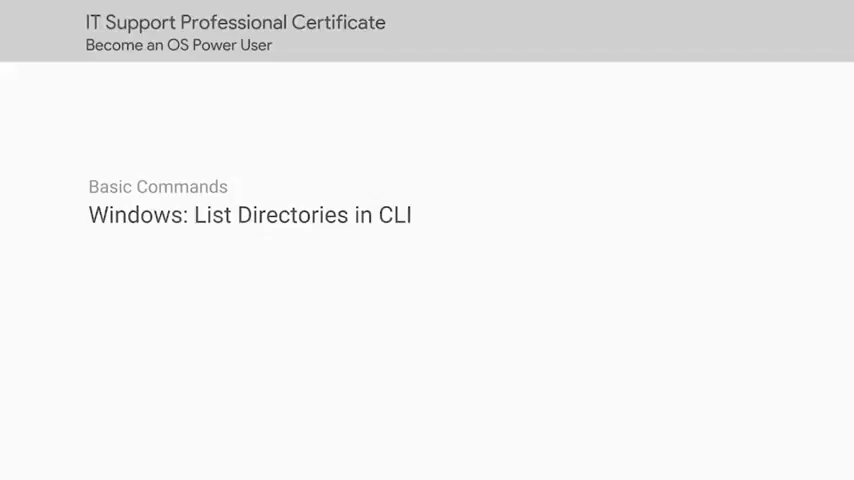 IT Support Professional Certificate
Become an OS Power User
Basic Commands
Windows: List Directories in CLI